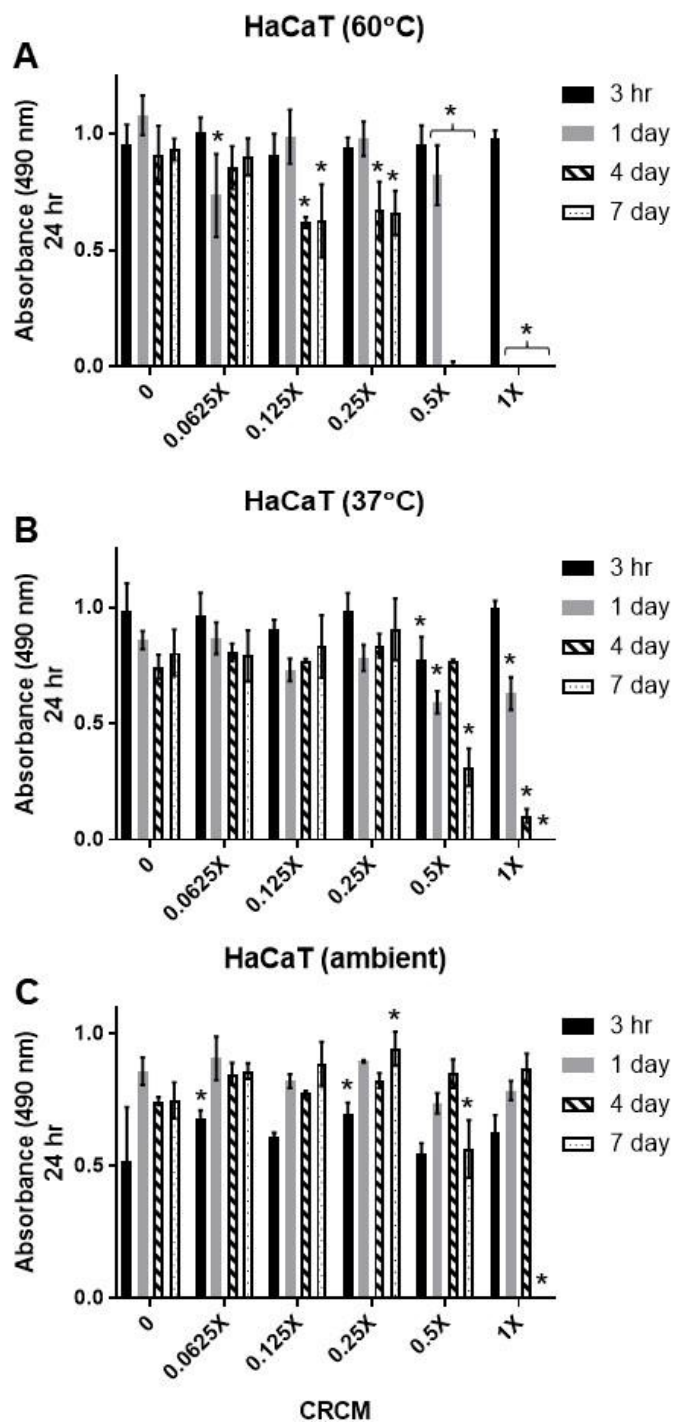 HaCaT (60°C)
A
Absorbance (490 nm)
24 hr
1.0
0.5
0.0
* * * * * * *
3 hr
1 day
4 day
7 day
0
0.0625X
0.125X
0.25X
0.5X
1X
HaCaT (37°C)
B
Absorbance (490 nm)
24 hr
1.0
0.5
0.0
* * * * * *
3 hr
1 day
4 day
7 day
0
0.0625X
0.125X
0.25X
0.5X
1X
HaCaT (ambient)
C
Absorbance (490 nm)
24 hr
1.0
0.5
0.0
* * * * *
3 hr
1 day
4 day
7 day
0
0.0625X
0.125X
0.25X
0.5X
1X
CRCM